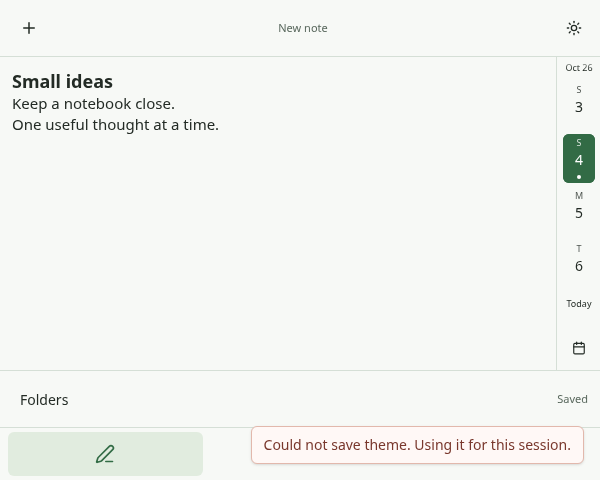 New note
Small ideas
Keep a notebook close.
One useful thought at a time.
Oct 26
S
3
S
4
M
5
T
6
Today
Folders
Saved
Could not save theme. Using it for this session.